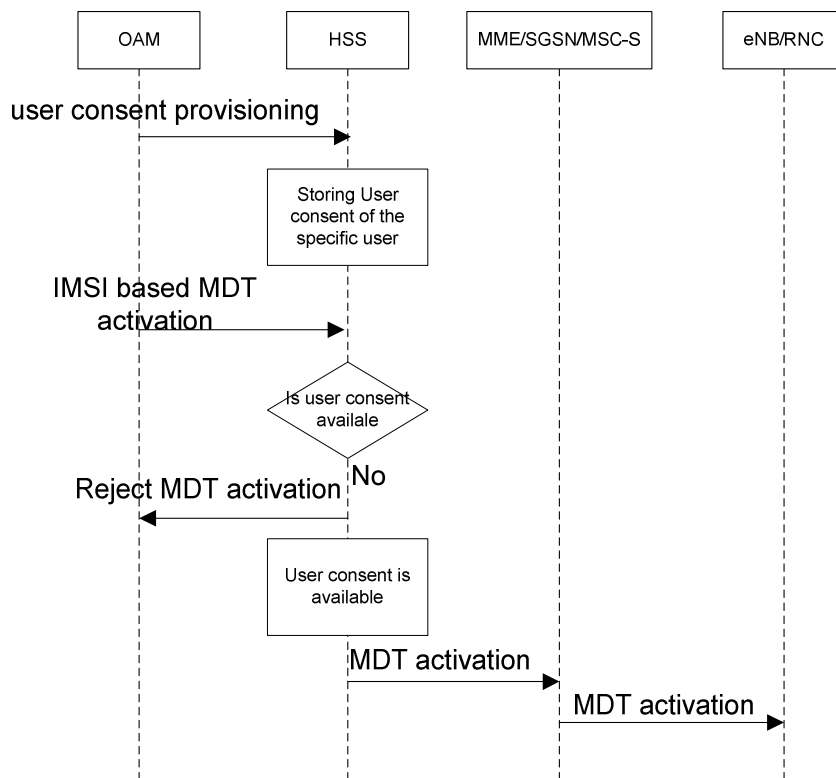 OAM
HSS
MME/SGSN/MSC-S
eNB/RNC
user consent provisioning
Storing User
consent of the
specific user
IMSI based MDT
activation
Is user consent
availale
No
Reject MDT activation
User consent is
available
MDT activation
MDT activation